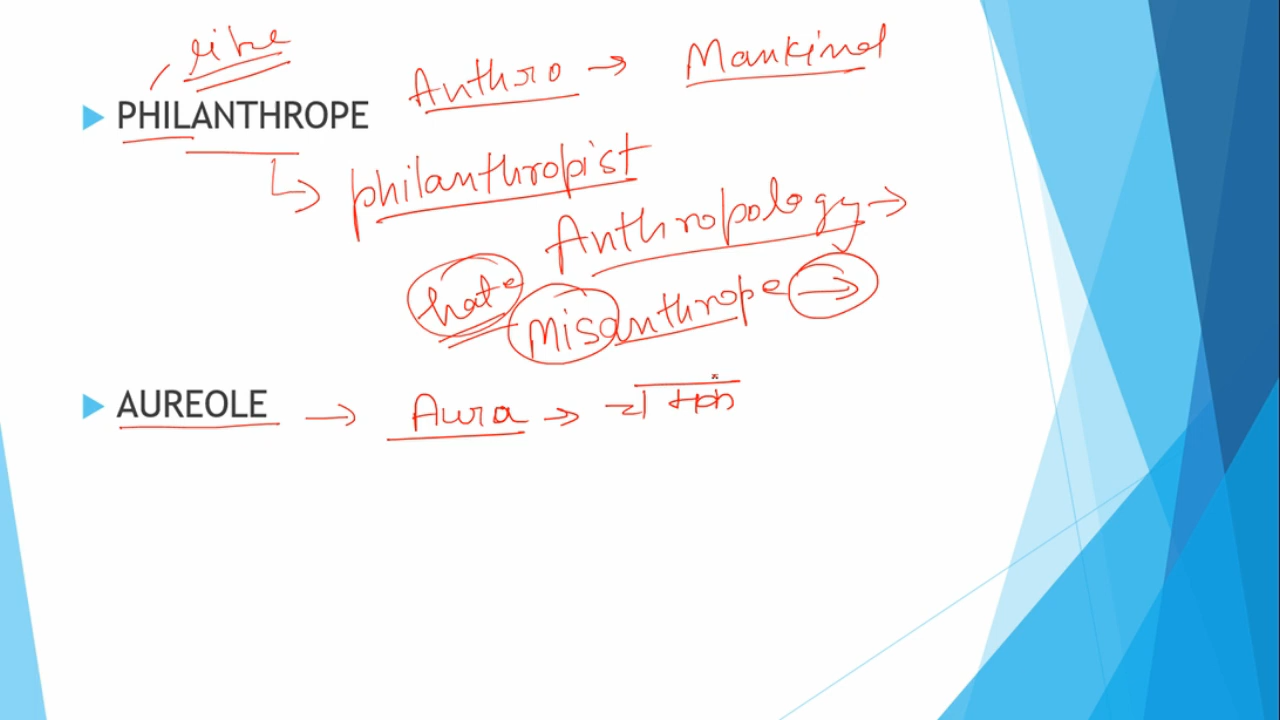 like
Anthro → Mankind
PHILANTHROPE
↳ philanthropist
Anthropology →
hate Misanthrope →
AUREOLE → Aura →